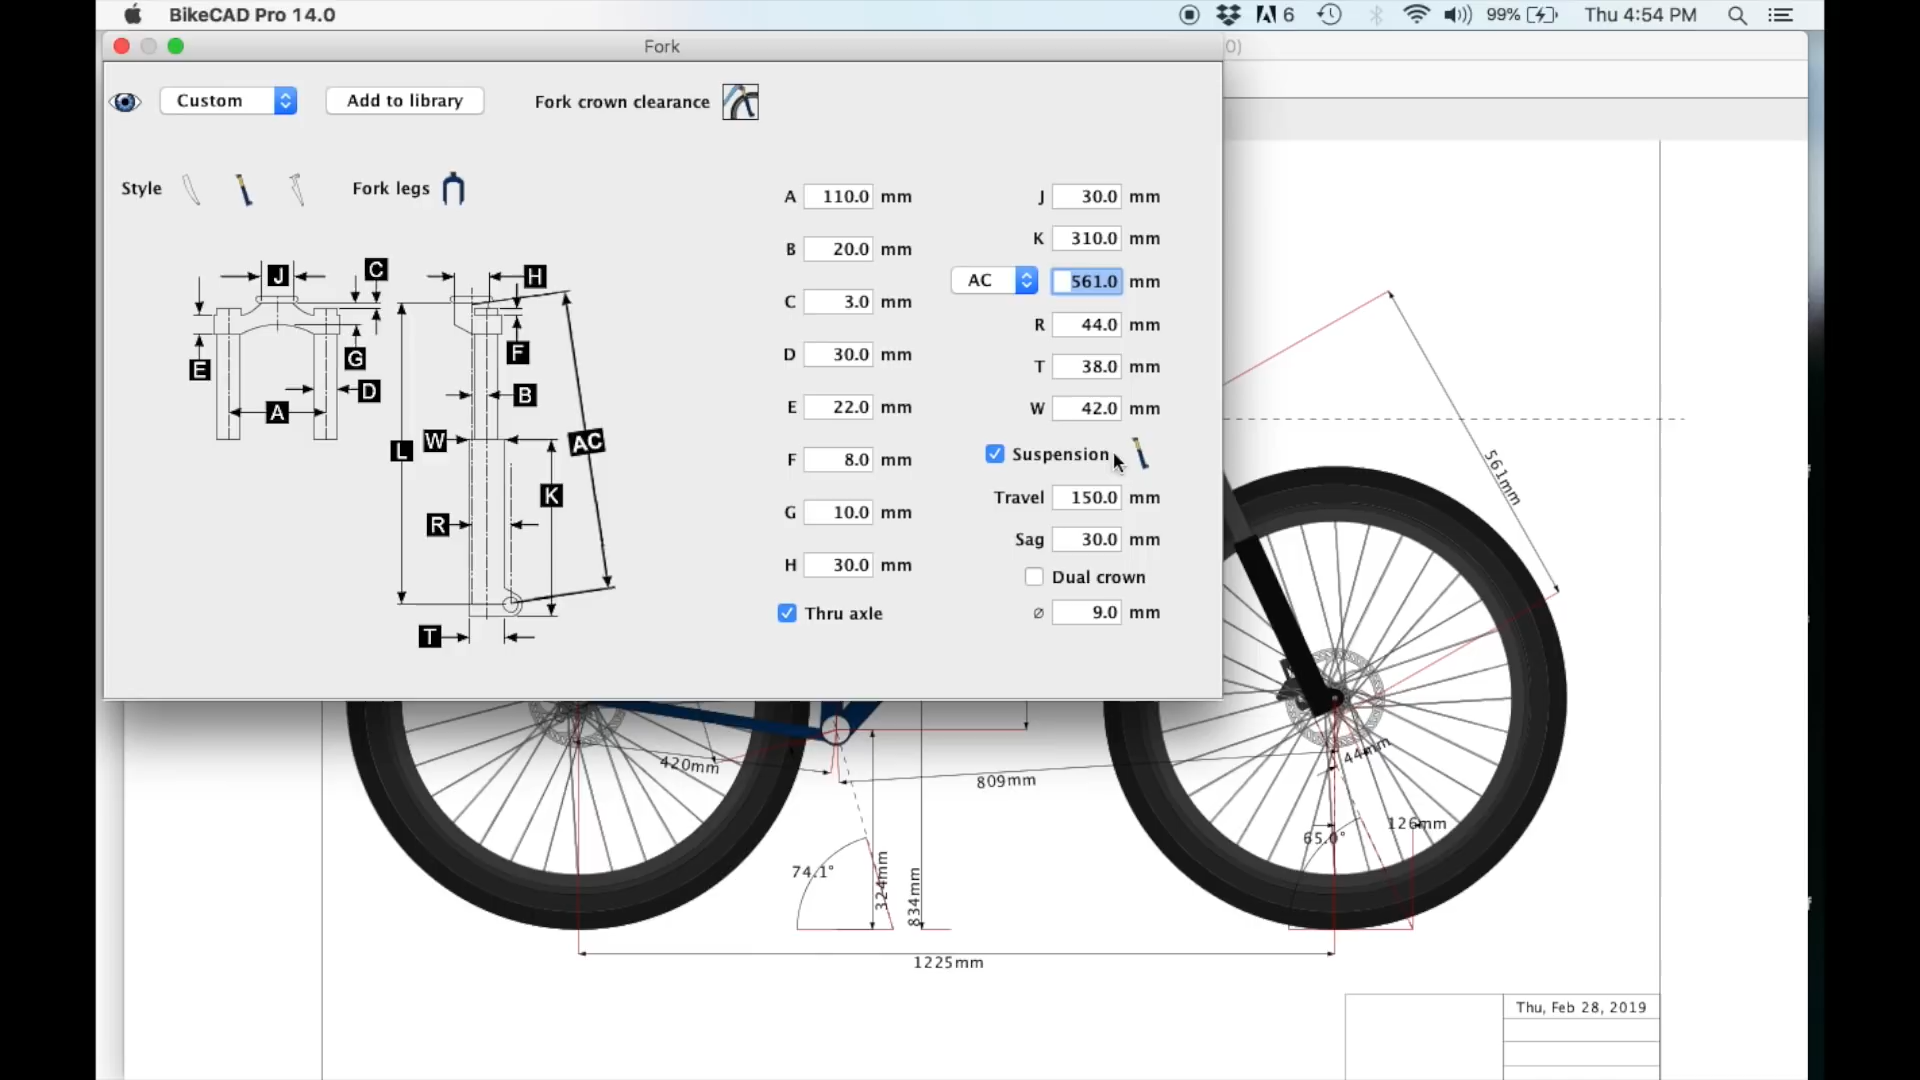 BikeCAD Pro 14.0
6
99%
Thu 4:54 PM
Fork
0)
Custom
Add to library
Fork crown clearance
Style
Fork legs
J
C
H
E
G
F
D
B
A
W
AC
L
K
R
T
A 110.0 mm
B 20.0 mm
C 3.0 mm
D 30.0 mm
E 22.0 mm
F 8.0 mm
G 10.0 mm
H 30.0 mm
Thru axle
J 30.0 mm
K 310.0 mm
AC 561.0 mm
R 44.0 mm
T 38.0 mm
W 42.0 mm
Suspension
Travel 150.0 mm
Sag 30.0 mm
Dual crown
⌀ 9.0 mm
561mm
420mm
809mm
44mm
126mm
65.0°
74.1°
324mm
834mm
1225mm
Thu, Feb 28, 2019